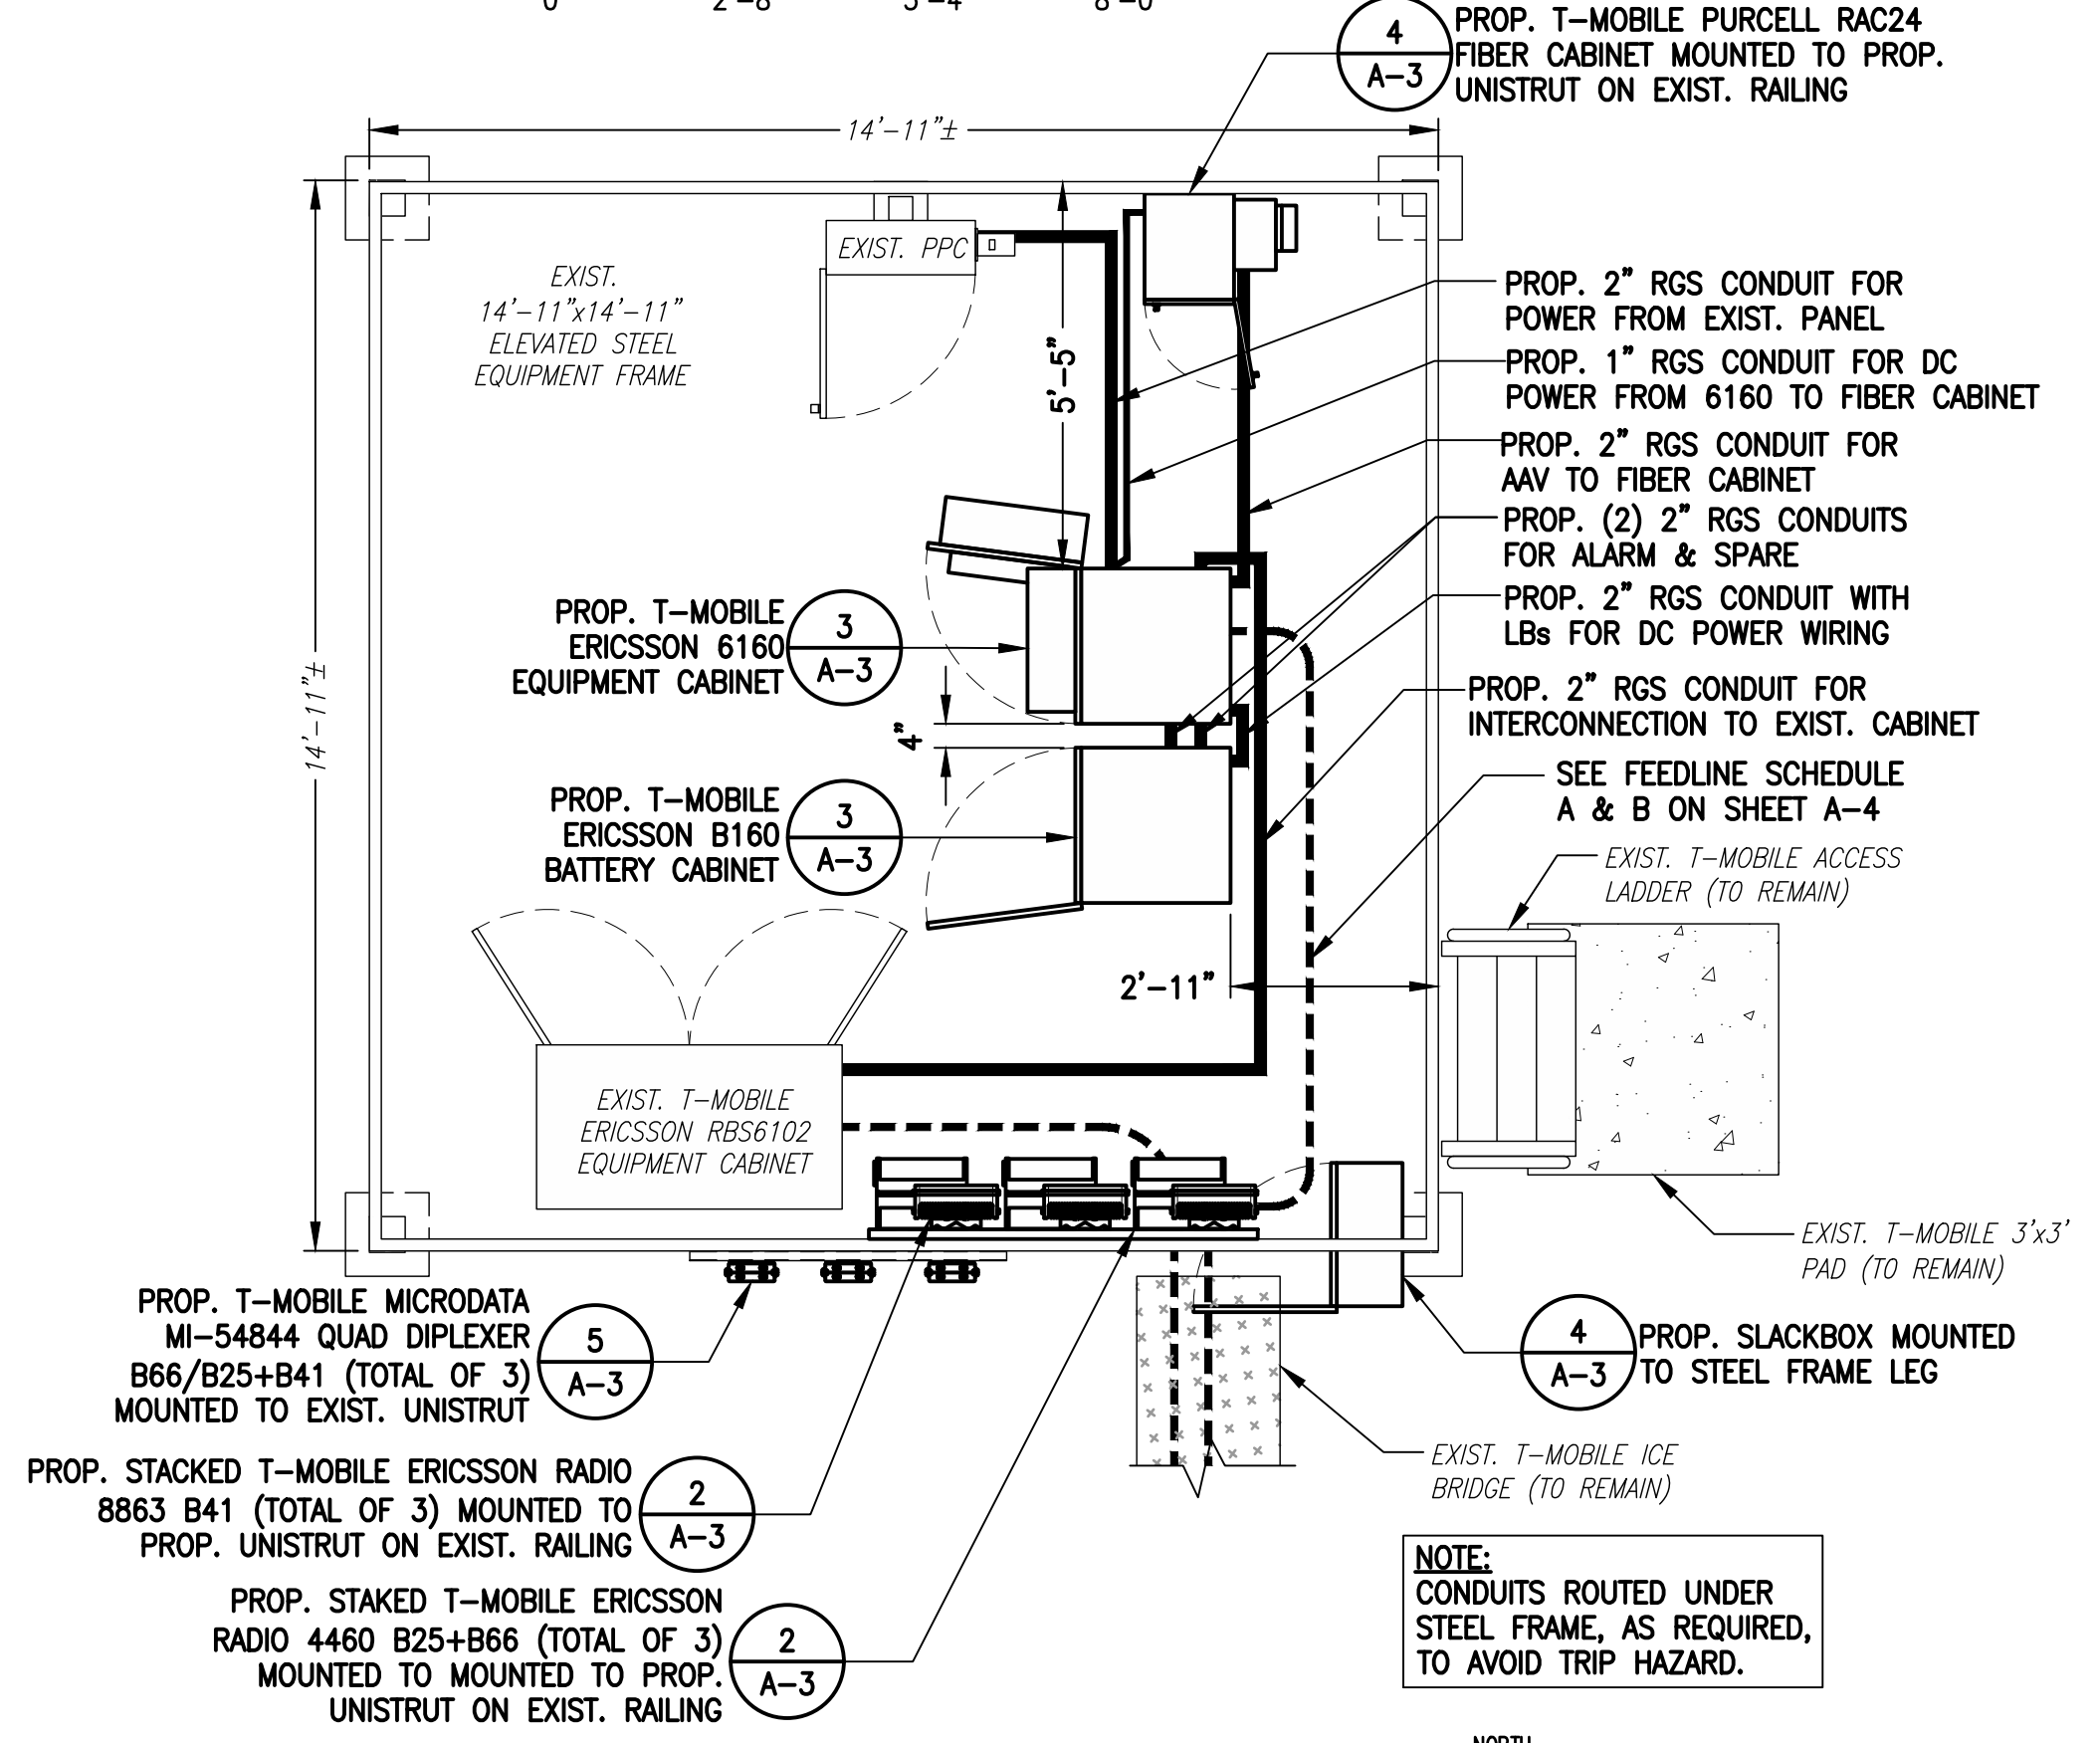 0 2'-8" 5'-4" 8'-0"
4
A-3
PROP. T-MOBILE PURCELL RAC24
FIBER CABINET MOUNTED TO PROP.
UNISTRUT ON EXIST. RAILING
14'-11"±
EXIST. PPC
EXIST.
14'-11"x14'-11"
ELEVATED STEEL
EQUIPMENT FRAME
5'-5"
PROP. 2" RGS CONDUIT FOR
POWER FROM EXIST. PANEL
PROP. 1" RGS CONDUIT FOR DC
POWER FROM 6160 TO FIBER CABINET
PROP. 2" RGS CONDUIT FOR
AAV TO FIBER CABINET
PROP. (2) 2" RGS CONDUITS
FOR ALARM & SPARE
PROP. 2" RGS CONDUIT WITH
LBs FOR DC POWER WIRING
PROP. 2" RGS CONDUIT FOR
INTERCONNECTION TO EXIST. CABINET
SEE FEEDLINE SCHEDULE
A & B ON SHEET A-4
EXIST. T-MOBILE ACCESS
LADDER (TO REMAIN)
PROP. T-MOBILE
ERICSSON 6160
EQUIPMENT CABINET
3
A-3
14'-11"±
4"
PROP. T-MOBILE
ERICSSON B160
BATTERY CABINET
3
A-3
2'-11"
EXIST. T-MOBILE
ERICSSON RBS6102
EQUIPMENT CABINET
EXIST. T-MOBILE 3'x3'
PAD (TO REMAIN)
PROP. T-MOBILE MICRODATA
MI-54844 QUAD DIPLEXER
B66/B25+B41 (TOTAL OF 3)
MOUNTED TO EXIST. UNISTRUT
5
A-3
4
A-3
PROP. SLACKBOX MOUNTED
TO STEEL FRAME LEG
EXIST. T-MOBILE ICE
BRIDGE (TO REMAIN)
PROP. STACKED T-MOBILE ERICSSON RADIO
8863 B41 (TOTAL OF 3) MOUNTED TO
PROP. UNISTRUT ON EXIST. RAILING
2
A-3
PROP. STAKED T-MOBILE ERICSSON
RADIO 4460 B25+B66 (TOTAL OF 3)
MOUNTED TO MOUNTED TO PROP.
UNISTRUT ON EXIST. RAILING
2
A-3
NOTE:
CONDUITS ROUTED UNDER
STEEL FRAME, AS REQUIRED,
TO AVOID TRIP HAZARD.
NORTH